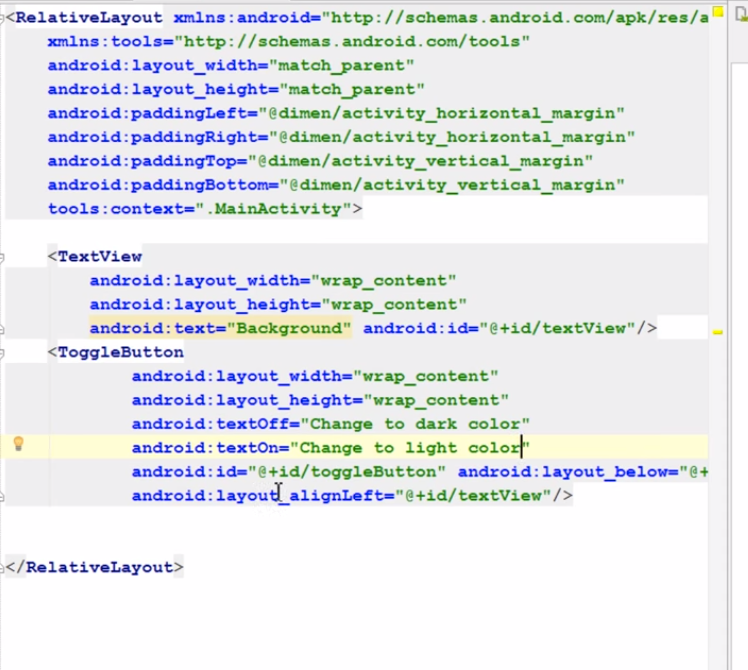 <RelativeLayout xmlns:android="http://schemas.android.com/apk/res/a
xmlns:tools="http://schemas.android.com/tools"
android:layout_width="match_parent"
android:layout_height="match_parent"
android:paddingLeft="@dimen/activity_horizontal_margin"
android:paddingRight="@dimen/activity_horizontal_margin"
android:paddingTop="@dimen/activity_vertical_margin"
android:paddingBottom="@dimen/activity_vertical_margin"
tools:context=".MainActivity">
<TextView
android:layout_width="wrap_content"
android:layout_height="wrap_content"
android:text="Background" android:id="@+id/textView"/>
<ToggleButton
android:layout_width="wrap_content"
android:layout_height="wrap_content"
android:textOff="Change to dark color"
android:textOn="Change to light color"
android:id="@+id/toggleButton" android:layout_below="@+
android:layout_alignLeft="@+id/textView"/>
</RelativeLayout>